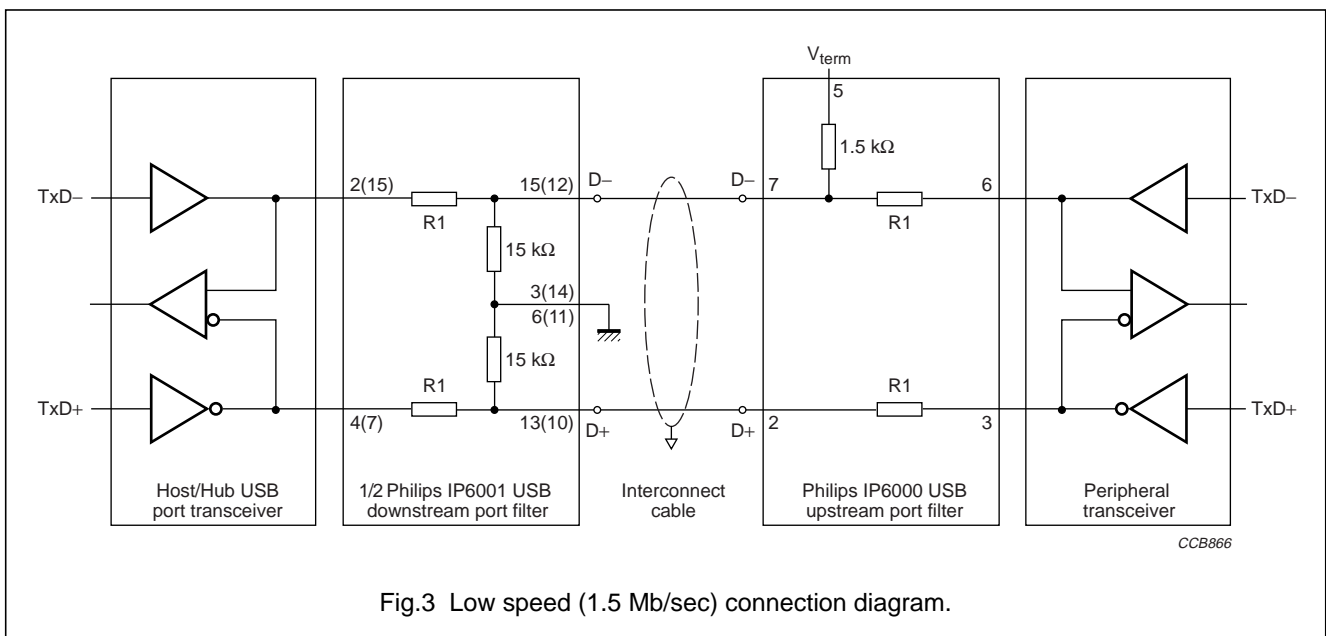 Vterm
5
1.5 kΩ
TxD−
2(15)
R1
15(12)
D−
D−
7
R1
6
TxD−
15 kΩ
3(14)
6(11)
15 kΩ
TxD+
4(7)
R1
13(10)
D+
D+
2
R1
3
TxD+
Host/Hub USB
port transceiver
1/2 Philips IP6001 USB
downstream port filter
Interconnect
cable
Philips IP6000 USB
upstream port filter
Peripheral
transceiver
CCB866
Fig.3 Low speed (1.5 Mb/sec) connection diagram.